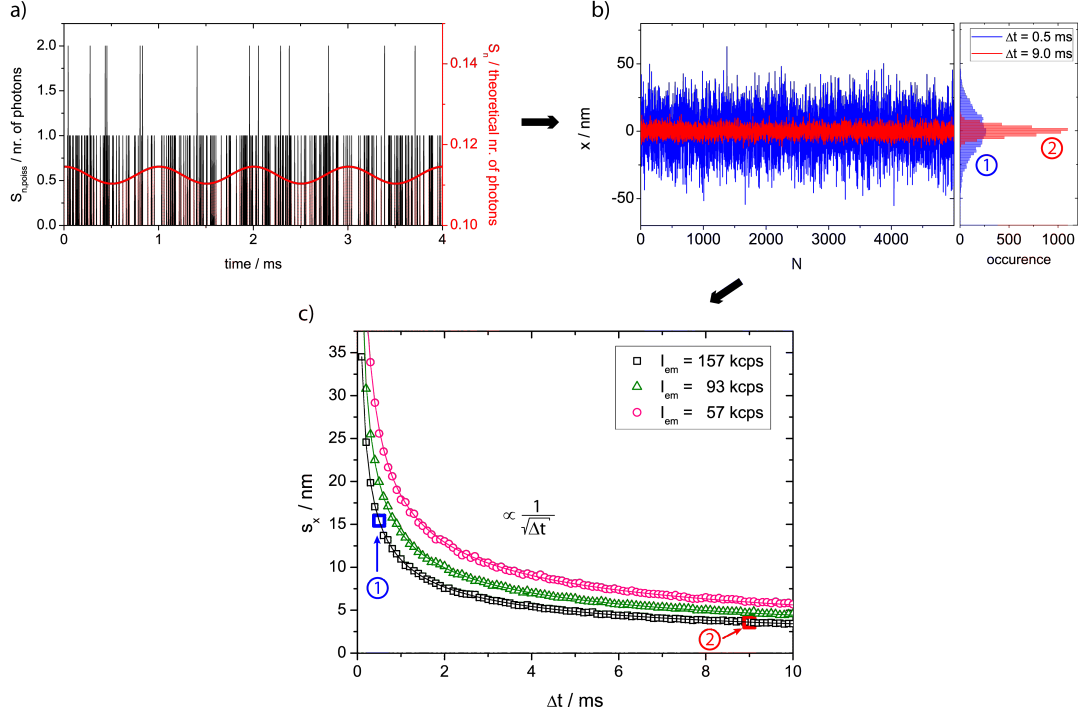 a)
S_n,poiss / nr. of photons
2.0
1.5
1.0
0.5
0.0
0 1 2 3 4
time / ms
0.14
0.12
0.10
S_n / theoretical nr. of photons
b)
x / nm
50
0
-50
0 1000 2000 3000 4000
N
Δt = 0.5 ms
Δt = 9.0 ms
1
2
0 500 1000
occurence
c)
s_x / nm
35
30
25
20
15
10
5
0
I_em = 157 kcps
I_em = 93 kcps
I_em = 57 kcps
∝ 1/√Δt
1
2
0 2 4 6 8 10
Δt / ms